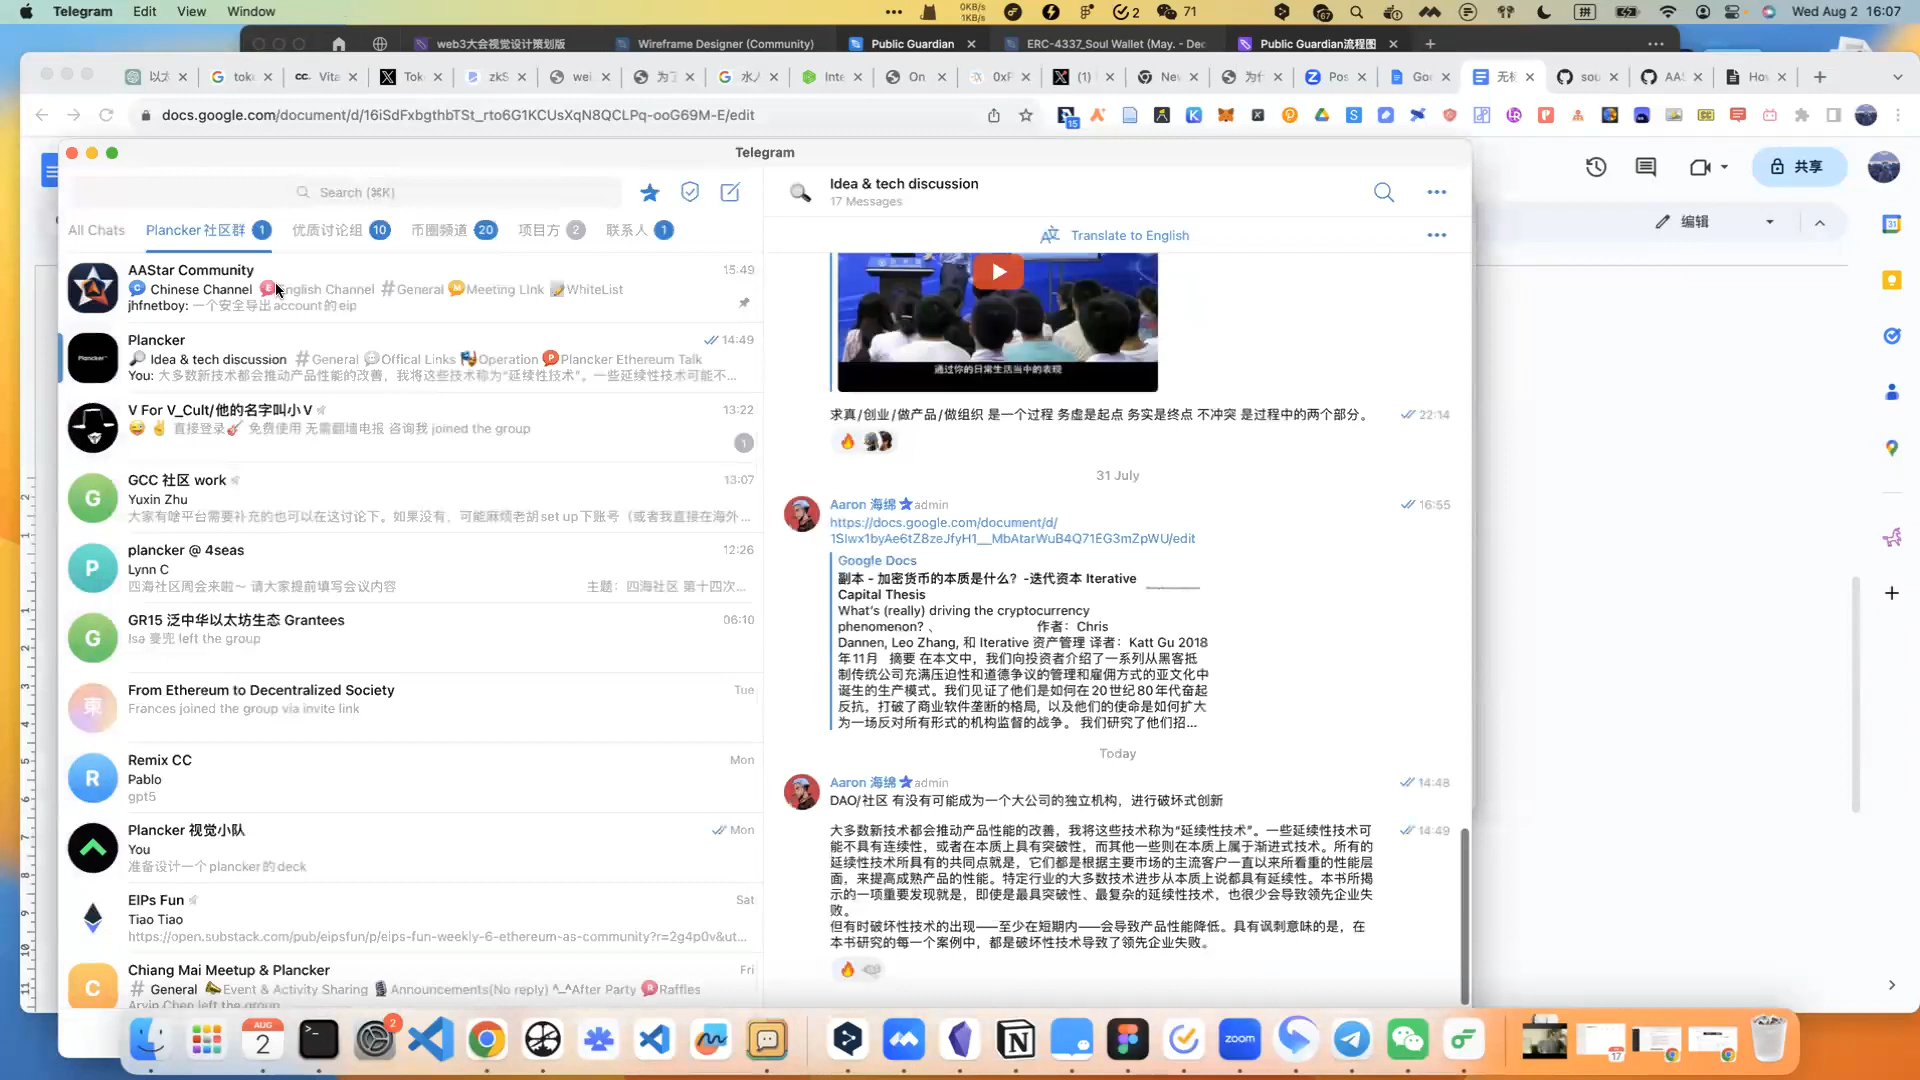 Telegram Edit View Window
0KB/s
1KB/s
2
71
67
拼
Wed Aug 2 16:07
web3大会视觉设计策划版
Wireframe Designer (Community)
Public Guardian
ERC-4337_Soul Wallet (May. - Dec
Public Guardian流程图
以太
toke
Vita
Tok
zkS
wei
为了
水人
Inte
On
0xF
(1)
Nev
为什
Pos
Goo
无标
sou
AAS
How
docs.google.com/document/d/16iSdFxbgthbTSt_rto6G1KCUsXqN8QCLPq-ooG69M-E/edit
15
共享
编辑
Telegram
Search (⌘K)
All Chats
Plancker 社区群 1
优质讨论组 10
币圈频道 20
项目方 2
联系人 1
AAStar Community 15:49
Chinese Channel English Channel # General Meeting Link WhiteList
jhfnetboy: 一个安全导出account的eip
Plancker 14:49
Idea & tech discussion # General Offical Links Operation Plancker Ethereum Talk
You: 大多数新技术都会推动产品性能的改善，我将这些技术称为“延续性技术”。一些延续性技术可能不...
V For V_Cult/他的名字叫小V 13:22
直接登录 免费使用 无需翻墙电报 咨询我 joined the group
1
GCC 社区 work 13:07
Yuxin Zhu
大家有啥平台需要补充的也可以在这讨论下。如果没有，可能麻烦老胡set up下账号（或者我直接在海外...
plancker @ 4seas 12:26
Lynn C
四海社区周会来啦～ 请大家提前填写会议内容 主题：四海社区 第十四次...
GR15 泛中华以太坊生态 Grantees 06:10
Isa 曼兜 left the group
From Ethereum to Decentralized Society Tue
Frances joined the group via invite link
Remix CC Mon
Pablo
gpt5
Plancker 视觉小队 Mon
You
准备设计一个plancker的deck
EIPs Fun Sat
Tiao Tiao
https://open.substack.com/pub/eipsfun/p/eips-fun-weekly-6-ethereum-as-community?r=2g4p0v&ut...
Chiang Mai Meetup & Plancker Fri
# General Event & Activity Sharing Announcements(No reply) ^_^After Party Raffles
Arvin Chen left the group
Idea & tech discussion
17 Messages
Translate to English
通过你的日常生活当中的表现
求真/创业/做产品/做组织 是一个过程 务虚是起点 务实是终点 不冲突 是过程中的两个部分。 22:14
31 July
Aaron 海绵 admin 16:55
https://docs.google.com/document/d/
1Slwx1byAe6tZ8zeJfyH1__MbAtarWuB4Q71EG3mZpWU/edit
Google Docs
副本 - 加密货币的本质是什么？-迭代资本 Iterative
Capital Thesis
What's (really) driving the cryptocurrency
phenomenon? 、 作者：Chris
Dannen, Leo Zhang, 和 Iterative 资产管理 译者：Katt Gu 2018
年11月 摘要 在本文中，我们向投资者介绍了一系列从黑客抵
制传统公司充满压迫性和道德争议的管理和雇佣方式的亚文化中
诞生的生产模式。我们见证了他们是如何在20世纪80年代奋起
反抗，打破了商业软件垄断的格局，以及他们的使命是如何扩大
为一场反对所有形式的机构监督的战争。 我们研究了他们招...
Today
Aaron 海绵 admin 14:48
DAO/社区 有没有可能成为一个大公司的独立机构，进行破坏式创新
大多数新技术都会推动产品性能的改善，我将这些技术称为“延续性技术”。一些延续性技术可 14:49
能不具有连续性，或者在本质上具有突破性，而其他一些则在本质上属于渐进式技术。所有的
延续性技术所具有的共同点就是，它们都是根据主要市场的主流客户一直以来所看重的性能层
面，来提高成熟产品的性能。特定行业的大多数技术进步从本质上说都具有延续性。本书所揭
示的一项重要发现就是，即使是最具突破性、最复杂的延续性技术，也很少会导致领先企业失
败。
但有时破坏性技术的出现——至少在短期内——会导致产品性能降低。具有讽刺意味的是，在
本书研究的每一个案例中，都是破坏性技术导致了领先企业失败。
AUG
2
2
zoom
17